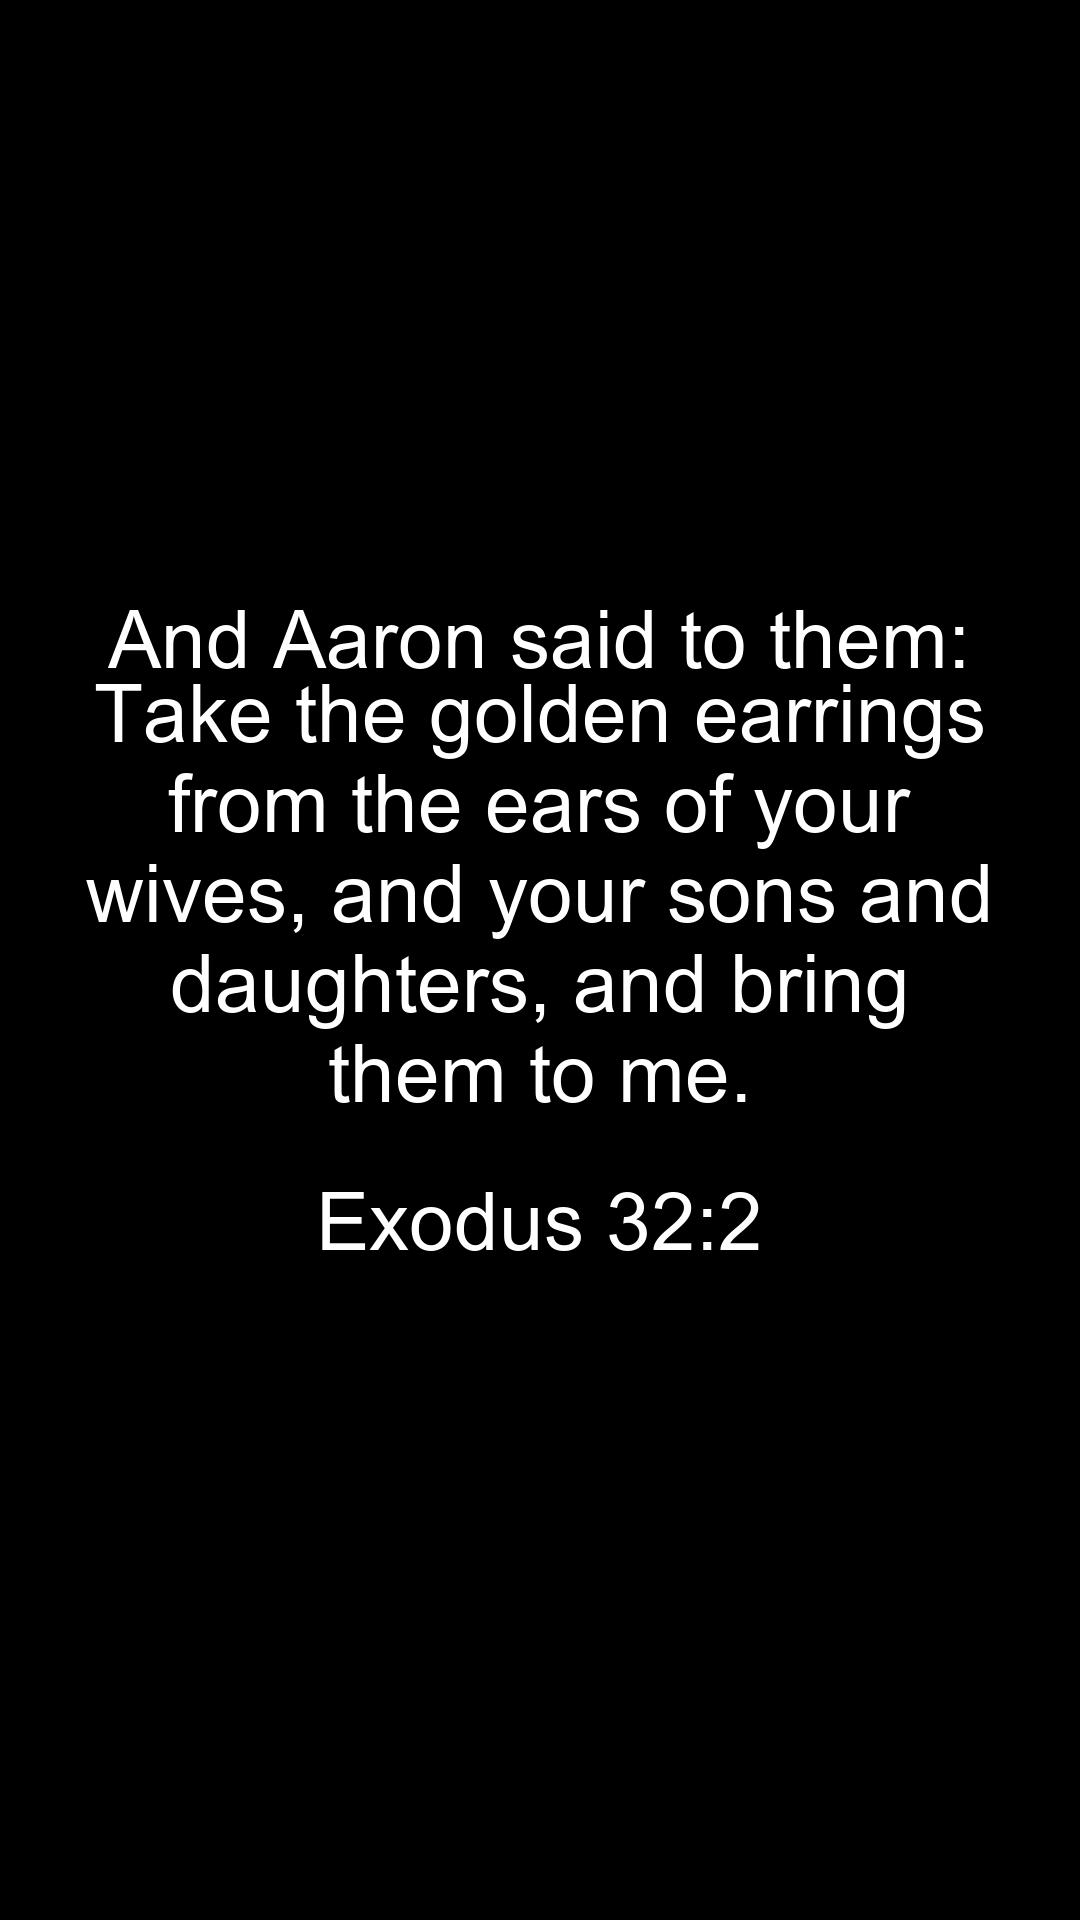 And Aaron said to them:
Take the golden earrings
from the ears of your
wives, and your sons and
daughters, and bring
them to me.
Exodus 32:2